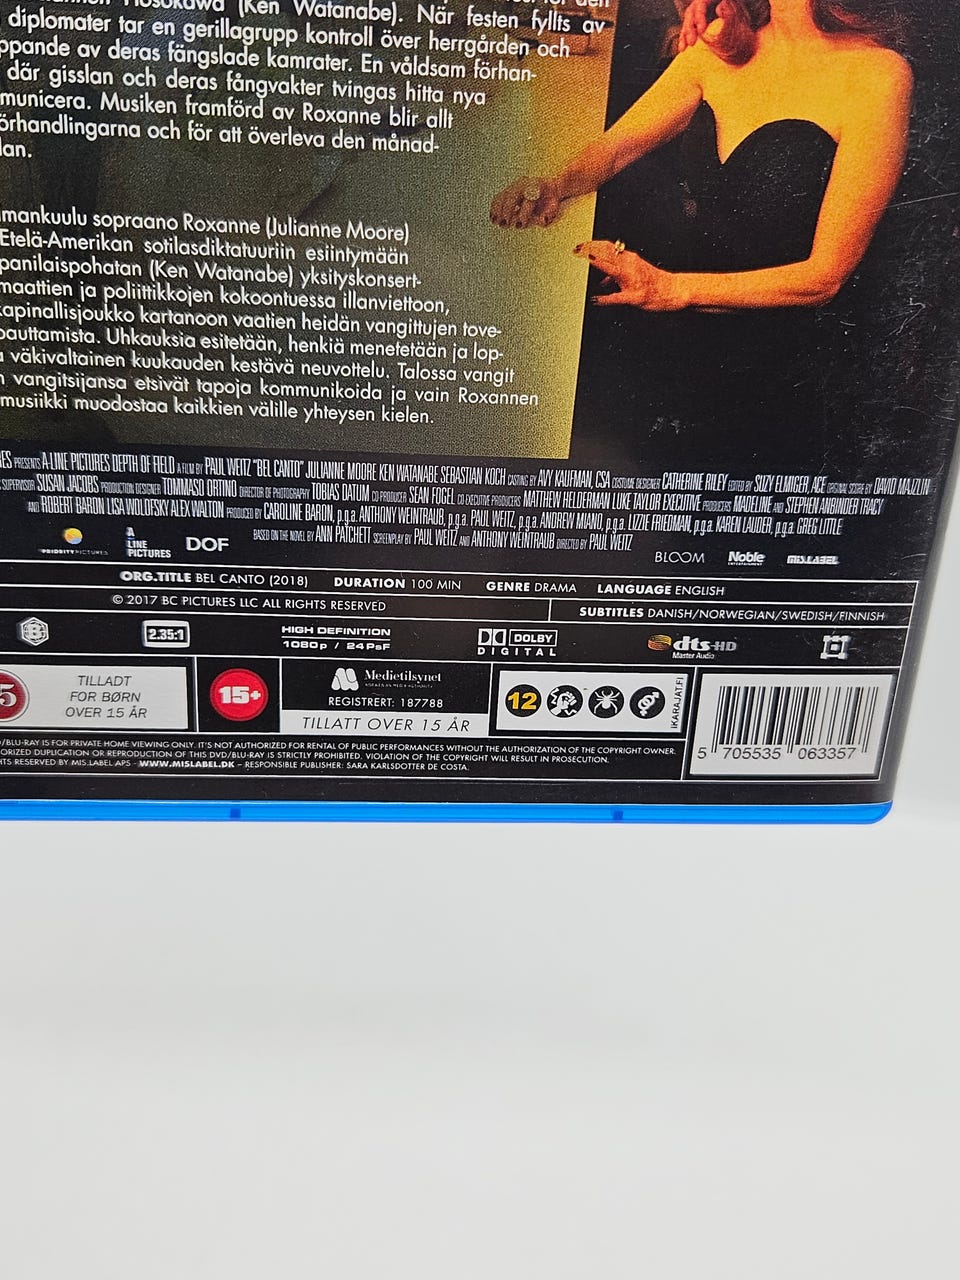 (Ken Watanabe). När festen fyllts av
diplomater tar en gerillagrupp kontroll över herrgården och
ppande av deras fängslade kamrater. En våldsam förhan-
där gisslan och deras fångvakter tvingas hitta nya
municera. Musiken framförd av Roxanne blir allt
örhandlingarna och för att överleva den månad-
lan.
mankuulu sopraano Roxanne (Julianne Moore)
Etelä-Amerikan sotilasdiktatuuriin esiintymään
panilaispohatan (Ken Watanabe) yksityiskonsert-
maattien ja poliittikkojen kokoontuessa illanviettoon,
kapinallisjoukko kartanoon vaatien heidän vangittujen tove-
pauttamista. Uhkauksia esitetään, henkiä menetetään ja lop-
väkivaltainen kuukauden kestävä neuvottelu. Talossa vangit
vangitsijansa etsivät tapoja kommunikoida ja vain Roxannen
musiikki muodostaa kaikkien välille yhteysen kielen.
RES PRESENTS A-LINE PICTURES DEPTH OF FIELD A FILM BY PAUL WEITZ "BEL CANTO" JULIANNE MOORE KEN WATANABE SEBASTIAN KOCH CASTING BY AVY KAUFMAN, CSA COSTUME DESIGNER CATHERINE RILEY EDITED BY SUZY ELMIGER, ACE ORIGINAL SCORE BY DAVID MAJZLIN
SUPERVISOR SUSAN JACOBS PRODUCTION DESIGNER TOMMASO ORTINO DIRECTOR OF PHOTOGRAPHY TOBIAS DATUM CO PRODUCER SEAN FOGEL CO EXECUTIVE PRODUCERS MATTHEW HELDERMAN LUKE TAYLOR EXECUTIVE PRODUCERS MADELINE AND STEPHEN ANBINDER TRACY
AND ROBERT BARON LISA WOLOFSKY ALEX WALTON PRODUCED BY CAROLINE BARON, p.g.a. ANTHONY WEINTRAUB, p.g.a. PAUL WEITZ, p.g.a. ANDREW MIANO, p.g.a. LIZZIE FRIEDMAN, p.g.a. KAREN LAUDER, p.g.a. GREG LITTLE
BASED ON THE NOVEL BY ANN PATCHETT SCREENPLAY BY PAUL WEITZ AND ANTHONY WEINTRAUB DIRECTED BY PAUL WEITZ
PRIORITY PICTURES
A LINE PICTURES
DOF
BLOOM
Noble ENTERTAINMENT
MIS.LABEL
ORG.TITLE BEL CANTO (2018) DURATION 100 MIN GENRE DRAMA LANGUAGE ENGLISH
© 2017 BC PICTURES LLC ALL RIGHTS RESERVED
SUBTITLES DANISH/NORWEGIAN/SWEDISH/FINNISH
B
2.35:1
HIGH DEFINITION
1080p / 24PsF
DOLBY
DIGITAL
dts-HD
Master Audio
5
TILLADT
FOR BØRN
OVER 15 ÅR
15+
Medietilsynet
NORWEGIAN MEDIA AUTHORITY
REGISTRERT: 187788
TILLATT OVER 15 ÅR
12
IKARAJAT.FI
5 705535 063357
/BLU-RAY IS FOR PRIVATE HOME VIEWING ONLY. IT'S NOT AUTHORIZED FOR RENTAL OF PUBLIC PERFORMANCES WITHOUT THE AUTHORIZATION OF THE COPYRIGHT OWNER.
ORIZED DUPLICATION OR REPRODUCTION OF THIS DVD/BLU-RAY IS STRICTLY PROHIBITED. VIOLATION OF THE COPYRIGHT WILL RESULT IN PROSECUTION.
HTS RESERVED BY MIS.LABEL APS - WWW.MISLABEL.DK – RESPONSIBLE PUBLISHER: SARA KARLSDOTTER DE COSTA.